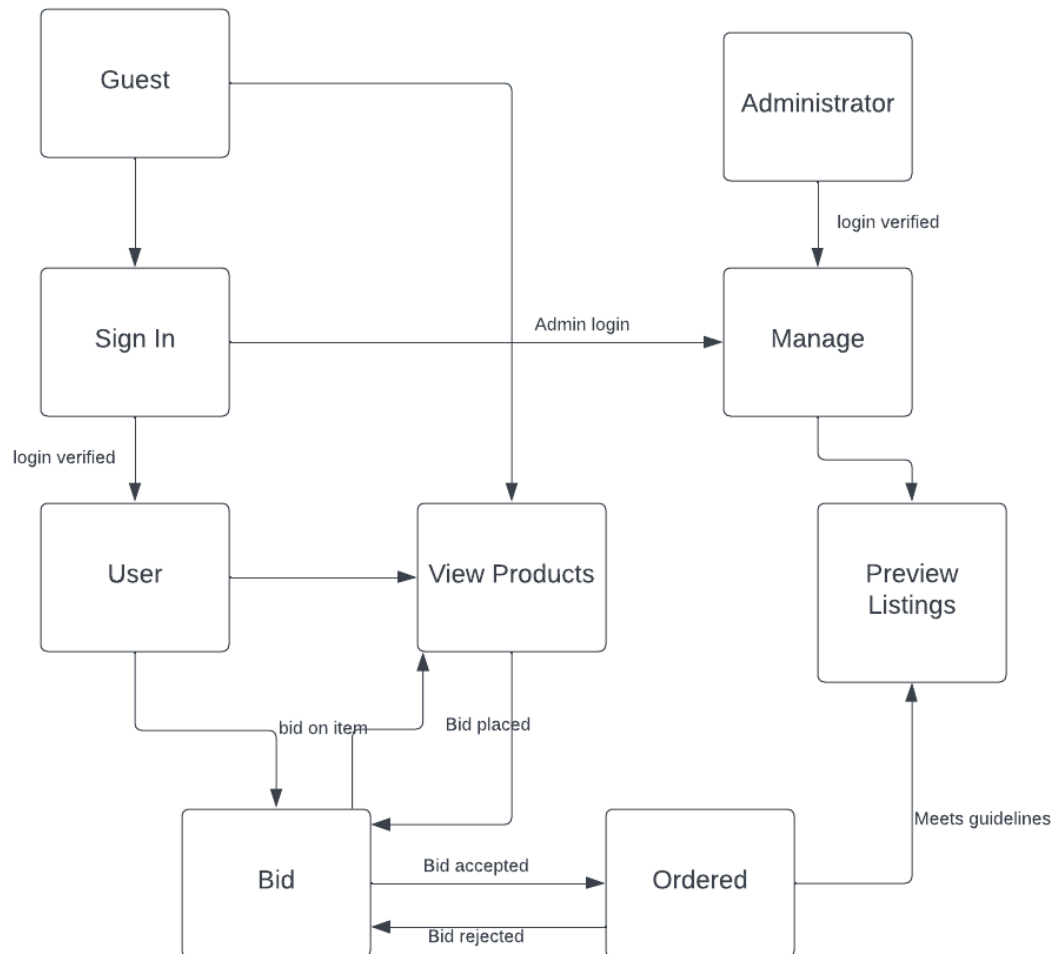 Guest
Administrator
login verified
Sign In
Admin login
Manage
login verified
User
View Products
Preview
Listings
bid on item
Bid placed
Meets guidelines
Bid
Bid accepted
Ordered
Bid rejected